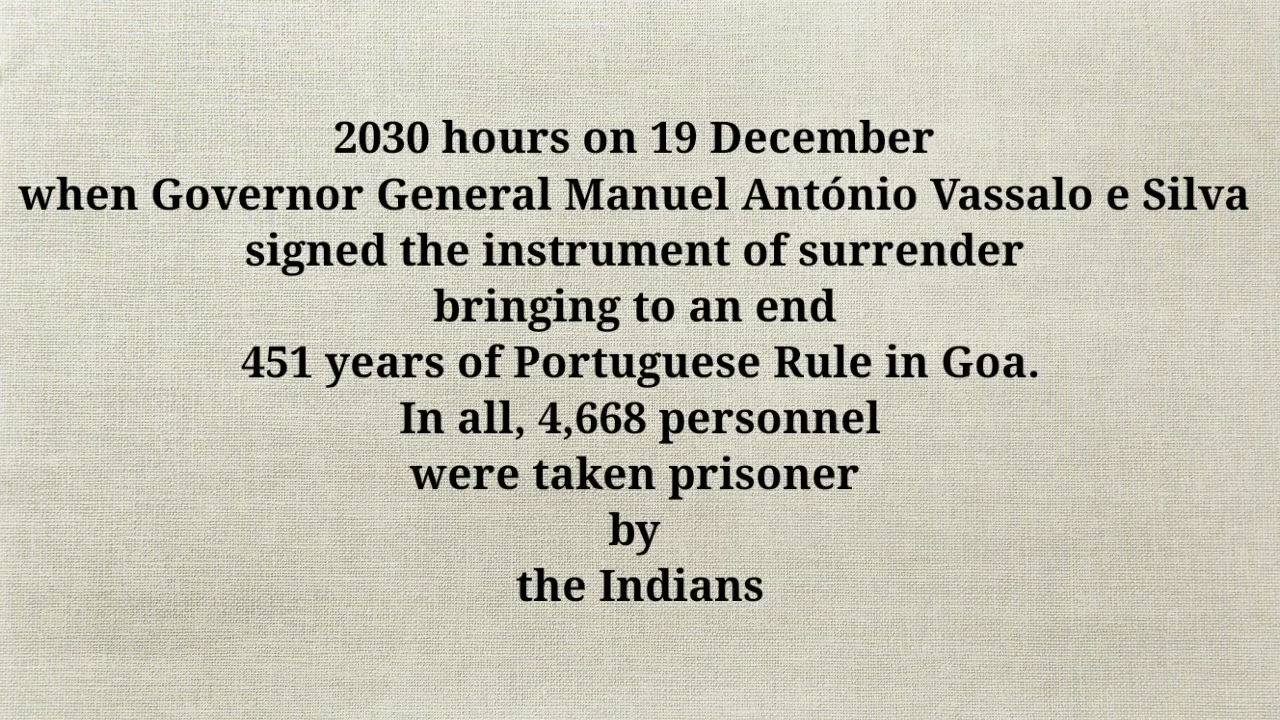 2030 hours on 19 December
when Governor General Manuel António Vassalo e Silva
signed the instrument of surrender
bringing to an end
451 years of Portuguese Rule in Goa.
In all, 4,668 personnel
were taken prisoner
by
the Indians